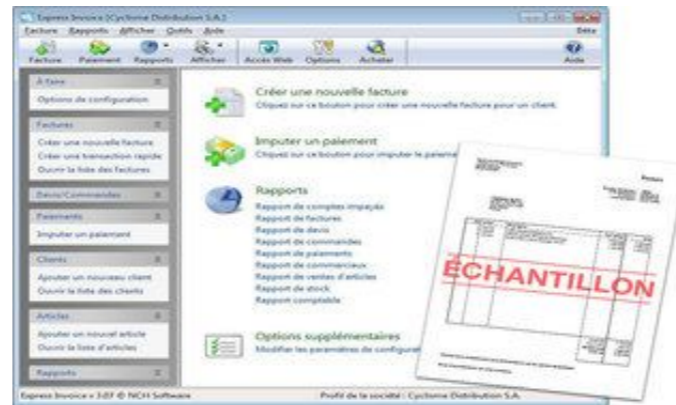 Express Invoice (Cyclisme Distribution S.A.)
Facture Rapports Afficher Outils Aide
Facture Paiement Rapports Afficher Accès Web Options Acheter Aide
À faire
Options de configuration
Factures
Créer une nouvelle facture
Créer une transaction rapide
Ouvrir la liste des factures
Devis/Commandes
Paiements
Imputer un paiement
Clients
Ajouter un nouveau client
Ouvrir la liste des clients
Articles
Ajouter un nouvel article
Ouvrir la liste d'articles
Rapports
Créer une nouvelle facture
Cliquez sur ce bouton pour créer une nouvelle facture pour un client.
Imputer un paiement
Cliquez sur ce bouton pour imputer le paieme
Rapports
Rapport de comptes impayés
Rapport de factures
Rapport de devis
Rapport de commandes
Rapport de paiements
Rapport de commerciaux
Rapport de ventes d'articles
Rapport de stock
Rapport comptable
Options supplémentaires
Modifier les paramètres de configurat
ÉCHANTILLON
Express Invoice v 3.07 © NCH Software
Profil de la société : Cyclisme Distribution S.A.